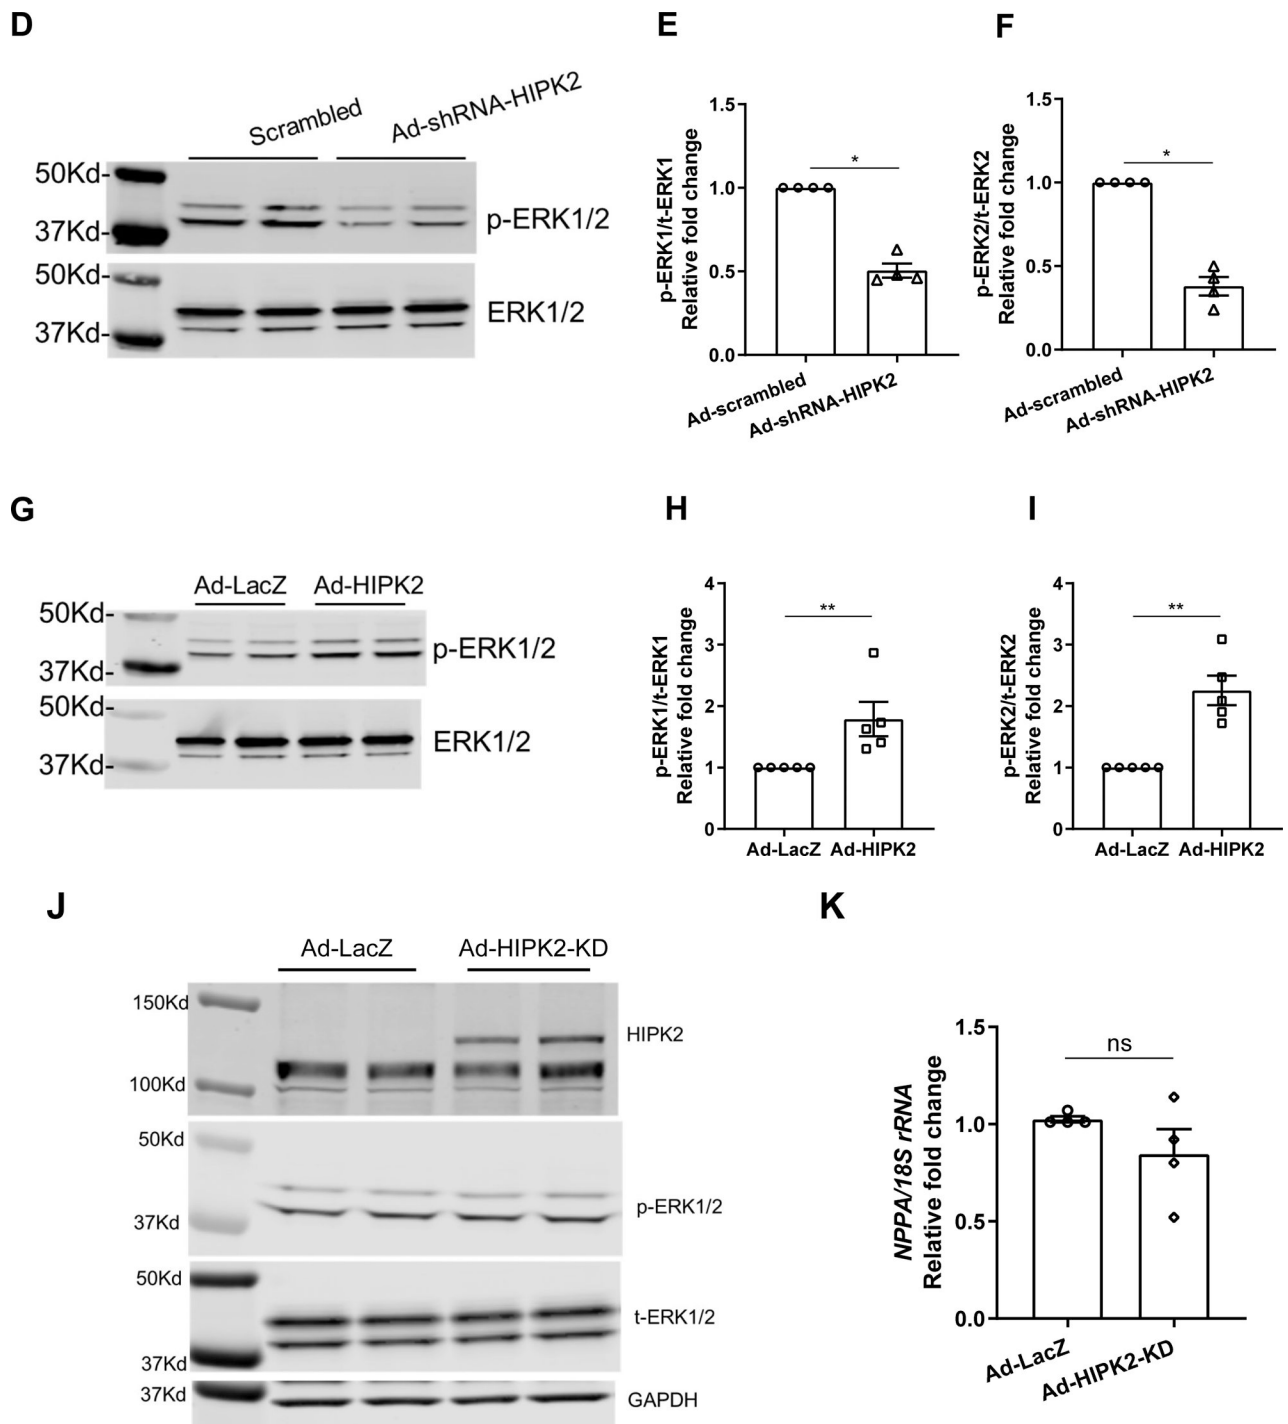 D
Scrambled
Ad-shRNA-HIPK2
50Kd-
37Kd-
p-ERK1/2
50Kd-
37Kd-
ERK1/2
E
p-ERK1/t-ERK1
Relative fold change
1.5
1.0
0.5
0.0
*
Ad-scrambled
Ad-shRNA-HIPK2
F
p-ERK2/t-ERK2
Relative fold change
1.5
1.0
0.5
0.0
*
Ad-scrambled
Ad-shRNA-HIPK2
G
Ad-LacZ Ad-HIPK2
50Kd-
37Kd-
p-ERK1/2
50Kd-
37Kd-
ERK1/2
H
p-ERK1/t-ERK1
Relative fold change
4
3
2
1
0
**
Ad-LacZ Ad-HIPK2
I
p-ERK2/t-ERK2
Relative fold change
4
3
2
1
0
**
Ad-LacZ Ad-HIPK2
J
Ad-LacZ Ad-HIPK2-KD
150Kd
HIPK2
100Kd
50Kd
p-ERK1/2
37Kd
50Kd
t-ERK1/2
37Kd
37Kd
GAPDH
K
NPPA/18S rRNA
Relative fold change
1.5
1.0
0.5
0.0
ns
Ad-LacZ
Ad-HIPK2-KD